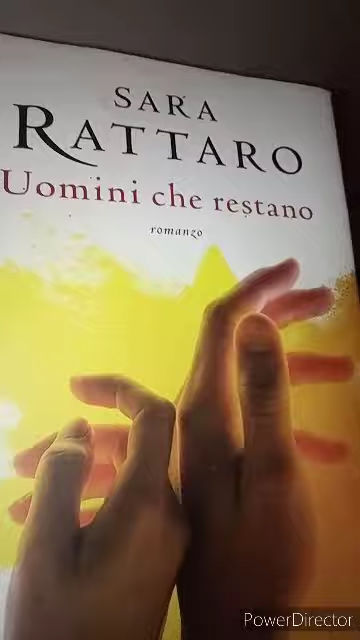 SARA
RATTARO
Uomini che restano
romanzo
PowerDirector